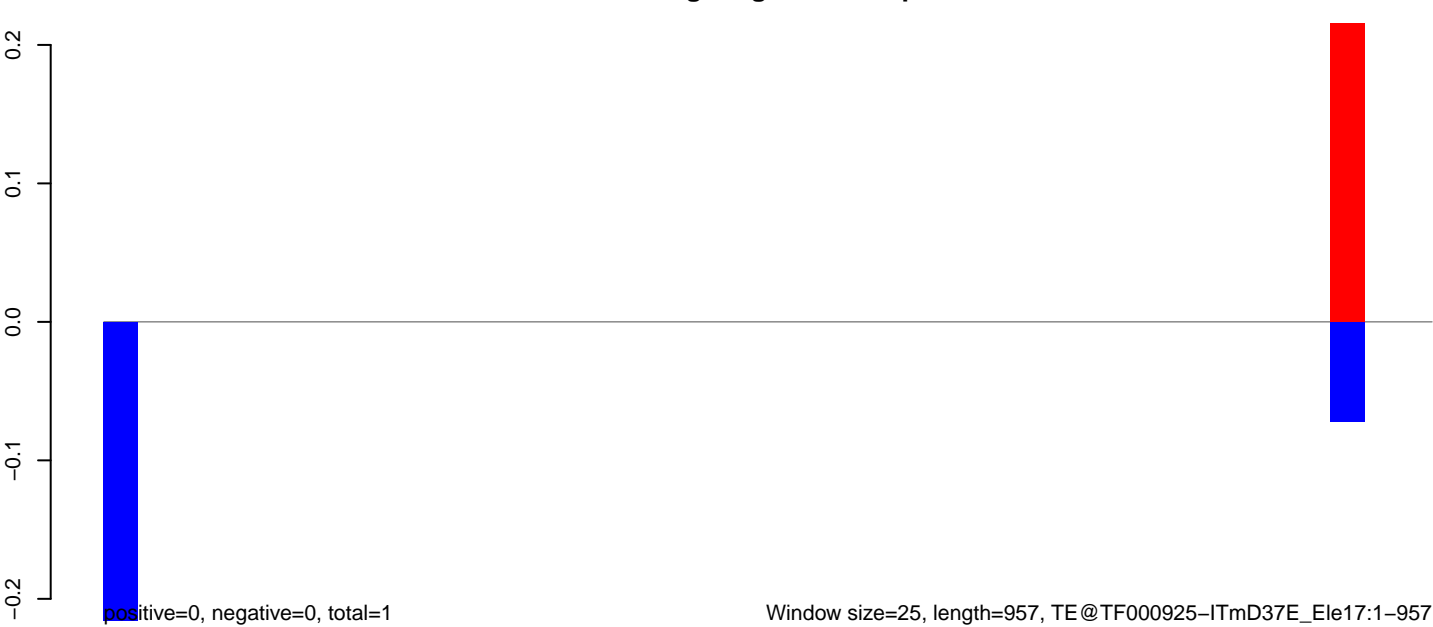 0.2
0.1
0.0
−0.1
−0.2
positive=0, negative=0, total=1
Window size=25, length=957, TE@TF000925−ITmD37E_Ele17:1−957